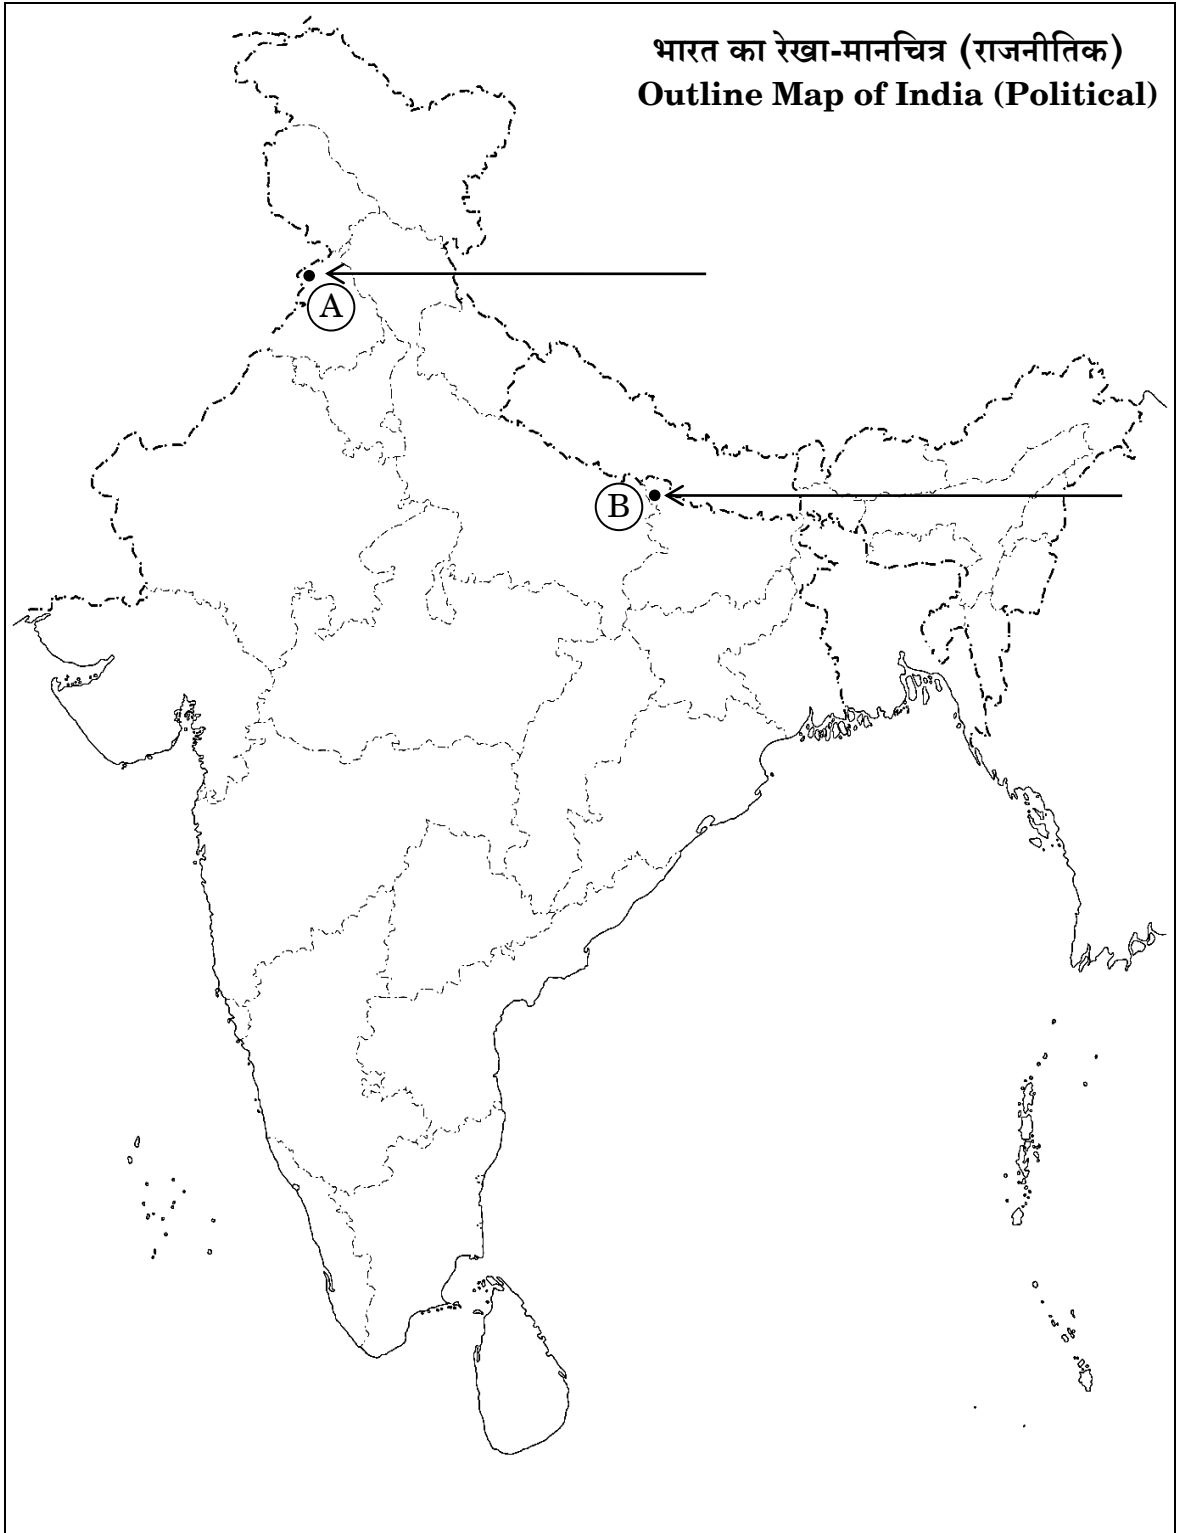 भारत का रेखा-मानचित्र (राजनीतिक)
Outline Map of India (Political)
A
B